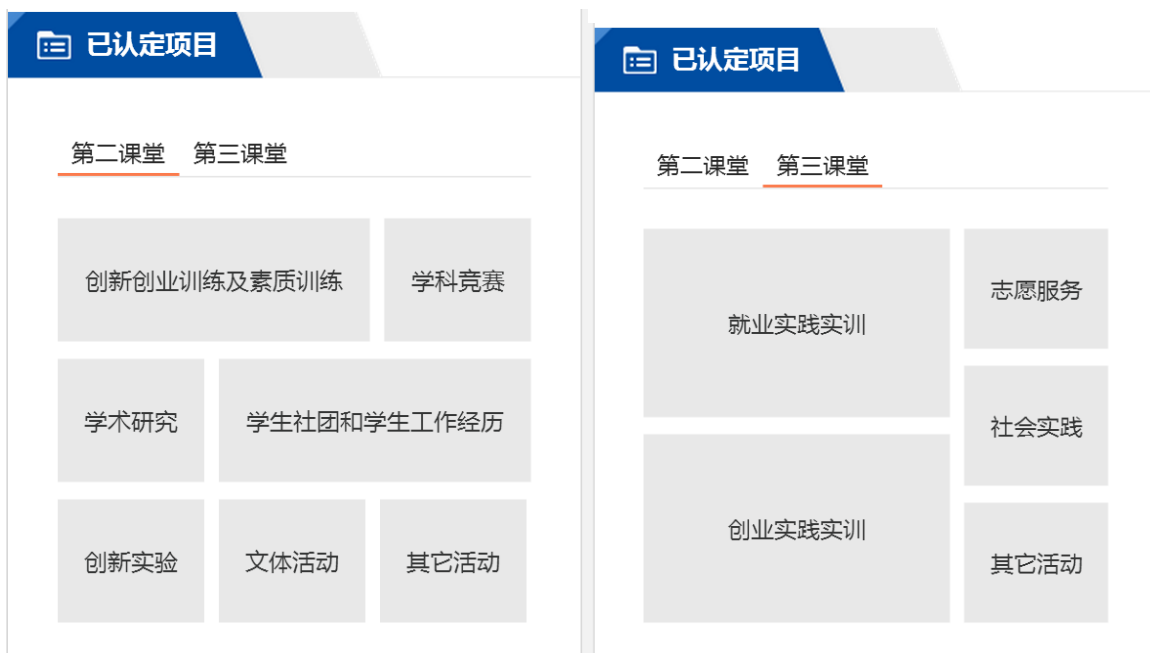 已认定项目
第二课堂 第三课堂
创新创业训练及素质训练 学科竞赛
学术研究 学生社团和学生工作经历
创新实验 文体活动 其它活动
已认定项目
第二课堂 第三课堂
就业实践实训
志愿服务
社会实践
创业实践实训
其它活动